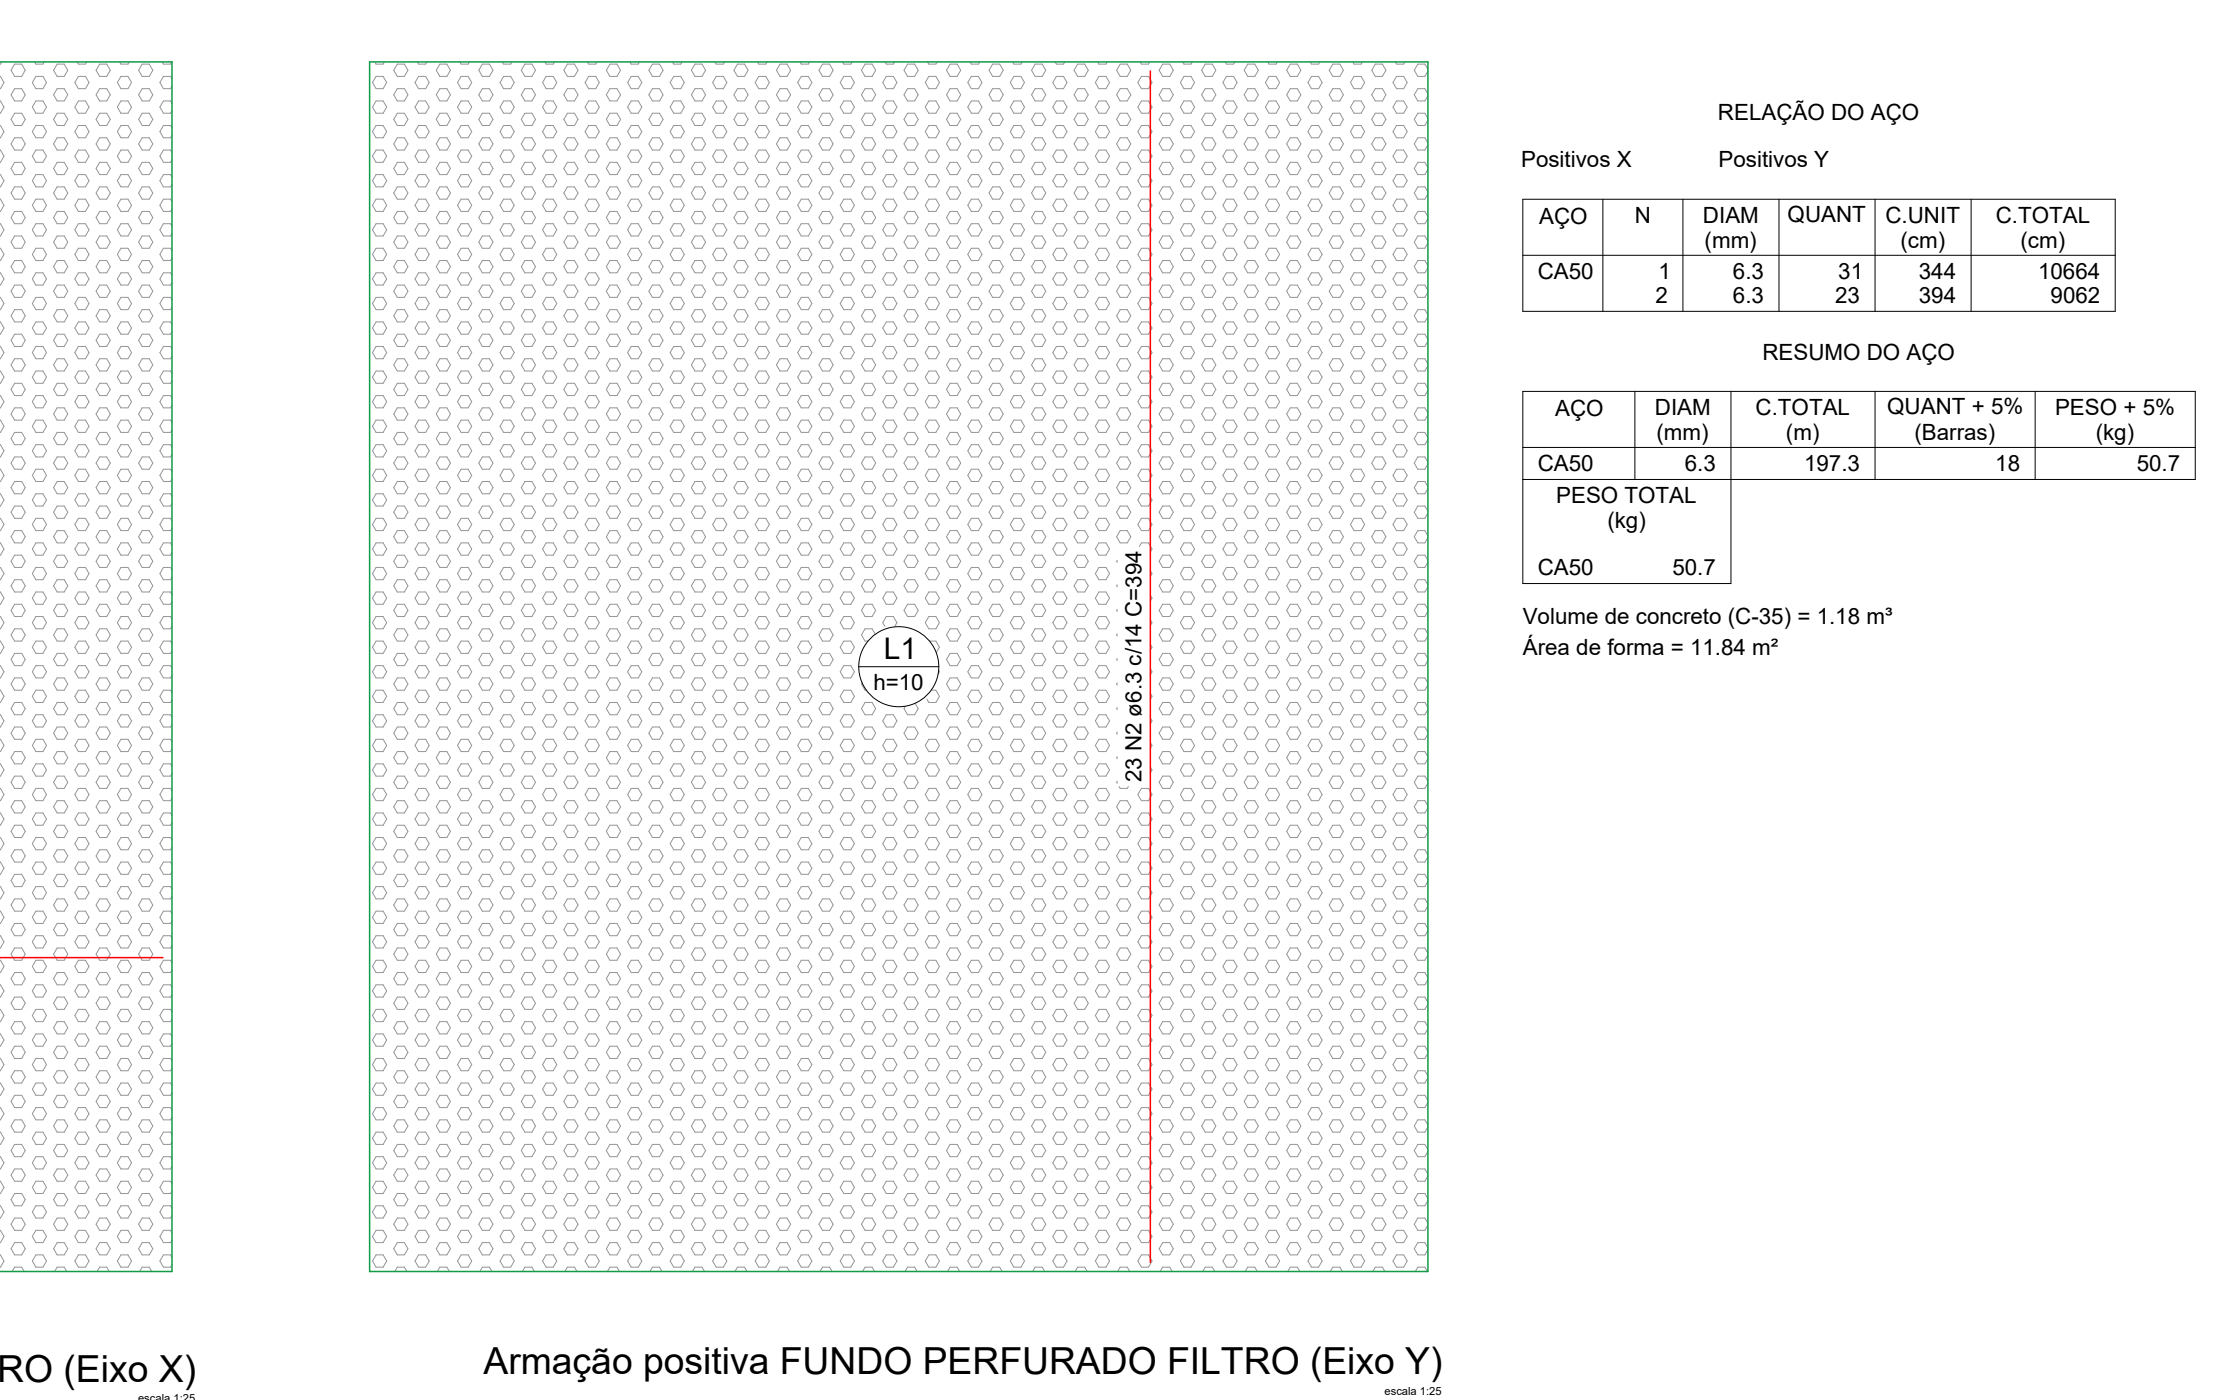 RELAÇÃO DO AÇO
Positivos X Positivos Y
AÇO N DIAM QUANT C.UNIT C.TOTAL
(mm) (cm) (cm)
CA50 1 6.3 31 344 10664
2 6.3 23 394 9062
RESUMO DO AÇO
AÇO DIAM C.TOTAL QUANT + 5% PESO + 5%
(mm) (m) (Barras) (kg)
CA50 6.3 197.3 18 50.7
PESO TOTAL
(kg)
CA50 50.7
Volume de concreto (C-35) = 1.18 m³
Área de forma = 11.84 m²
23 N2 ø6.3 c/14 C=394
L1
h=10
RO (Eixo X)
escala 1:25
Armação positiva FUNDO PERFURADO FILTRO (Eixo Y)
escala 1:25